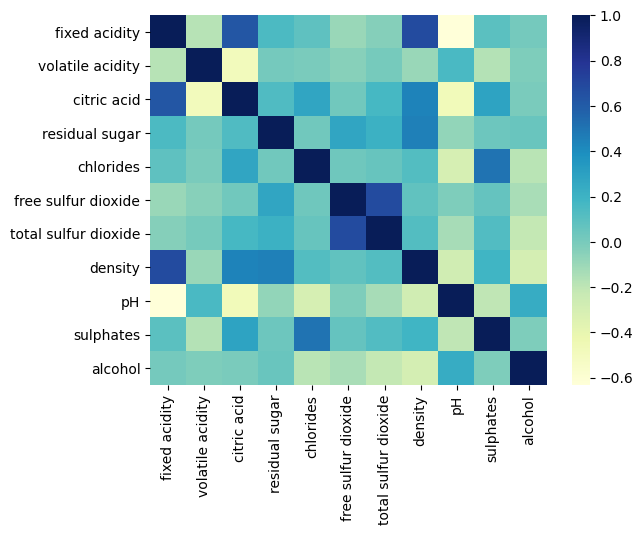 fixed acidity
volatile acidity
citric acid
residual sugar
chlorides
free sulfur dioxide
total sulfur dioxide
density
pH
sulphates
alcohol
fixed acidity
volatile acidity
citric acid
residual sugar
chlorides
free sulfur dioxide
total sulfur dioxide
density
pH
sulphates
alcohol
1.0
0.8
0.6
0.4
0.2
0.0
−0.2
−0.4
−0.6